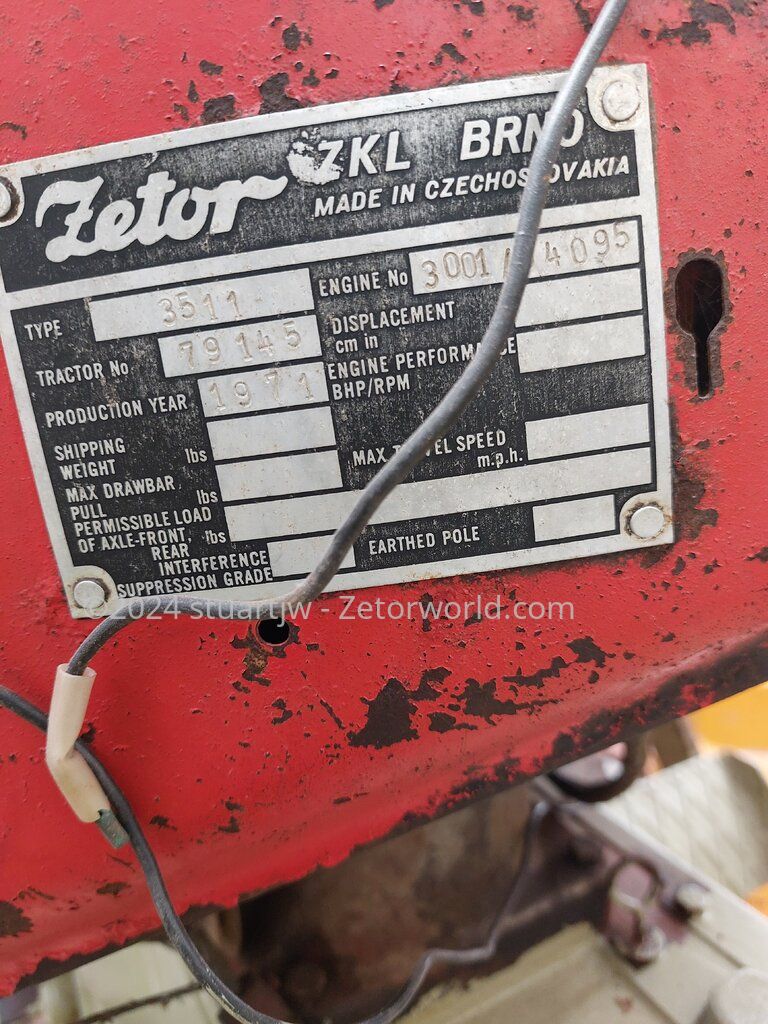 Zetor ZKL BRNO
MADE IN CZECHOSLOVAKIA
TYPE 3511
ENGINE No 3001/ 4095
TRACTOR No 79145
DISPLACEMENT
cm in
PRODUCTION YEAR 1971
ENGINE PERFORMANCE
BHP/RPM
SHIPPING
WEIGHT lbs
MAX TRAVEL SPEED
m.p.h.
MAX DRAWBAR
PULL lbs
PERMISSIBLE LOAD
OF AXLE-FRONT, lbs
REAR
INTERFERENCE
SUPPRESSION GRADE
EARTHED POLE
©2024 stuartjw - Zetorworld.com